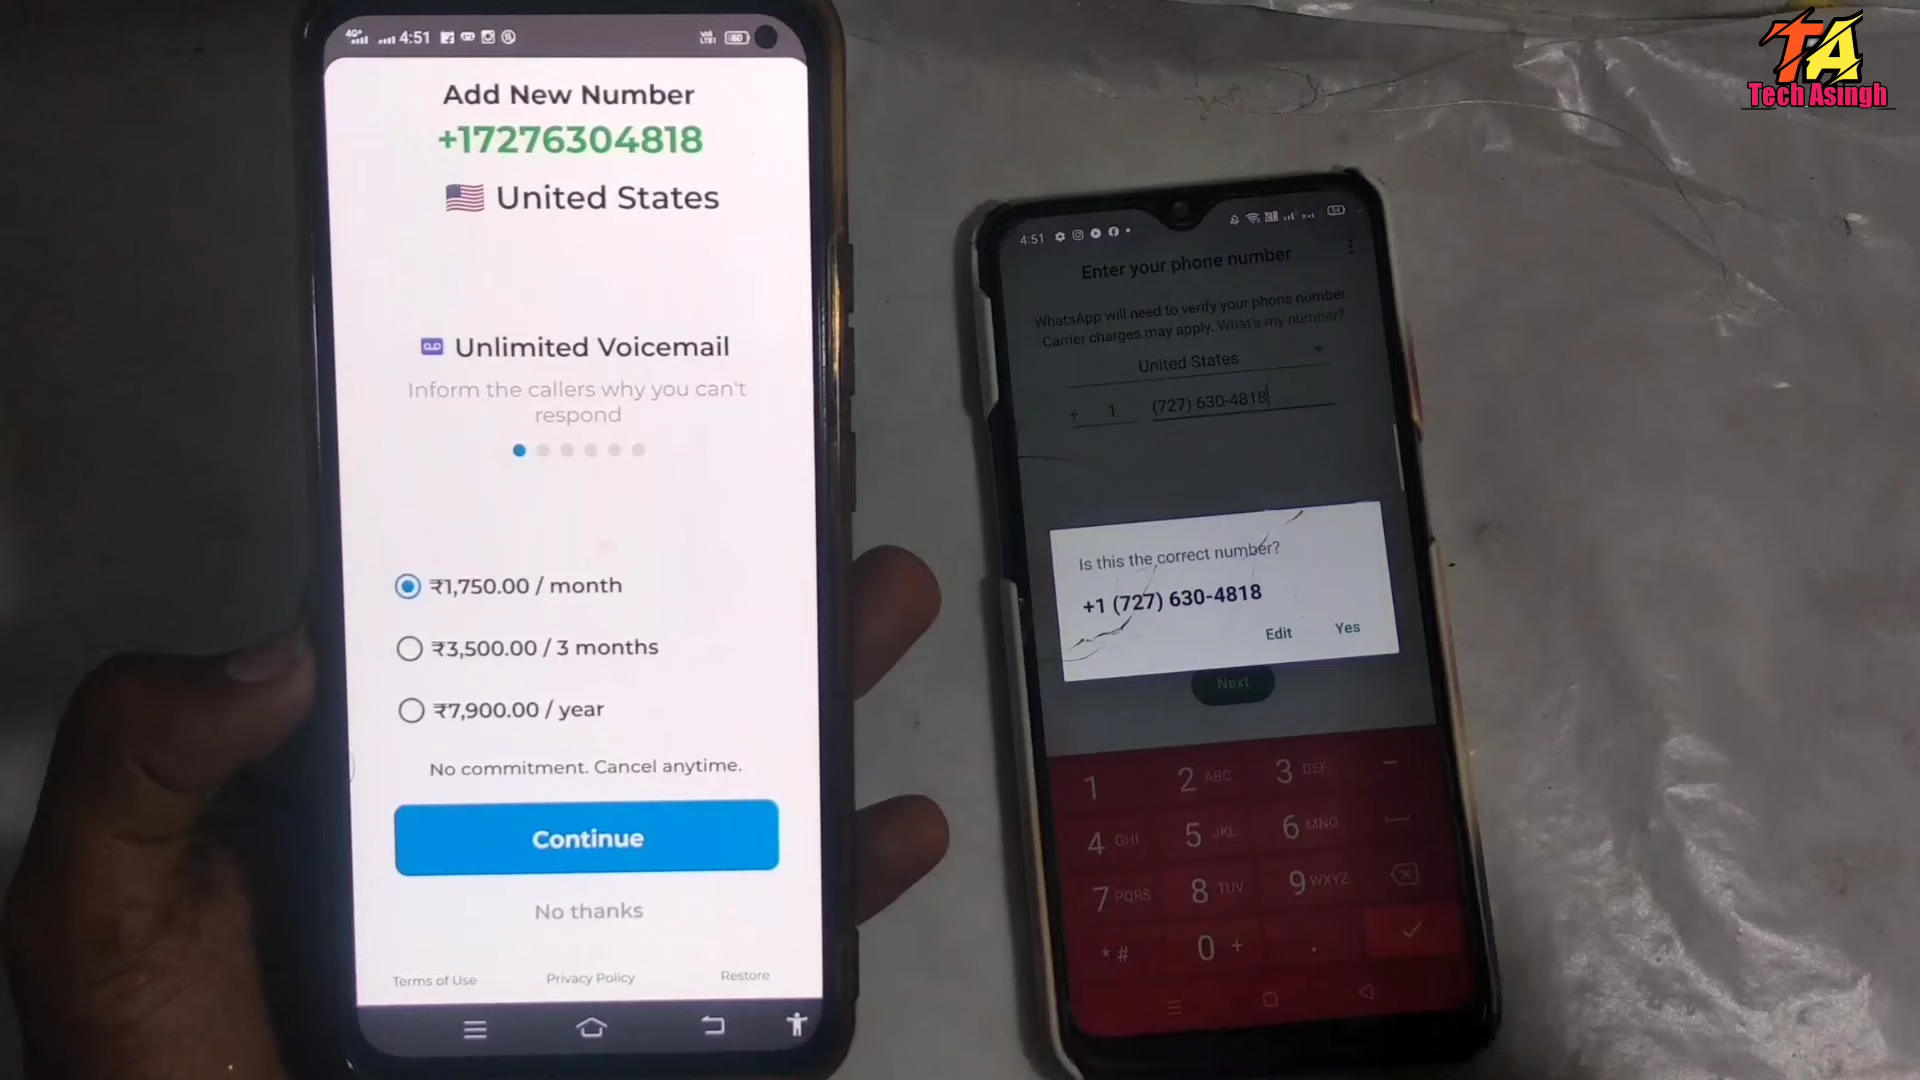 4:51
Add New Number
+17276304818
United States
Unlimited Voicemail
Inform the callers why you can't
respond
₹1,750.00 / month
₹3,500.00 / 3 months
₹7,900.00 / year
No commitment. Cancel anytime.
Continue
No thanks
Terms of Use Privacy Policy Restore
TA
Tech Asingh
4:51
Enter your phone number
WhatsApp will need to verify your phone number
Carrier charges may apply. What's my number?
United States
+ 1 (727) 630-4818
Is this the correct number?
+1 (727) 630-4818
Edit Yes
Next
1 2 ABC 3 DEF -
4 GHI 5 JKL 6 MNO
7 PQRS 8 TUV 9 WXYZ
* # 0 + .